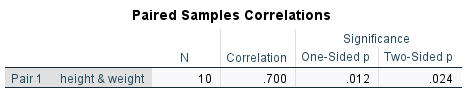 Paired Samples Correlations
Significance
N Correlation One-Sided p Two-Sided p
Pair 1 height & weight 10 .700 .012 .024